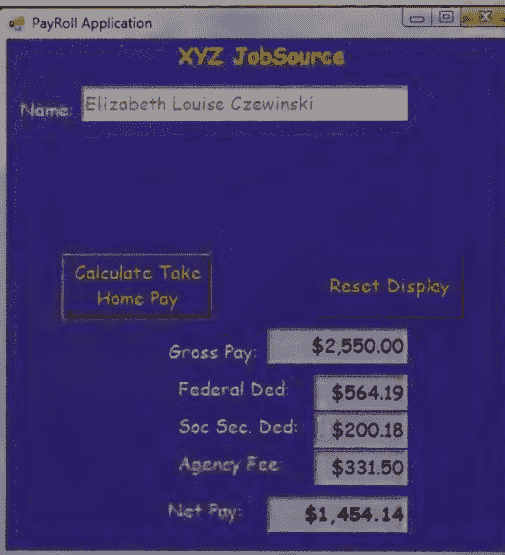 PayRoll Application
XYZ JobSource
Name: Elizabeth Louise Czewinski
Calculate Take
Home Pay
Reset Display
Gross Pay: $2,550.00
Federal Ded: $564.19
Soc Sec. Ded: $200.18
Agency Fee: $331.50
Net Pay: $1,454.14